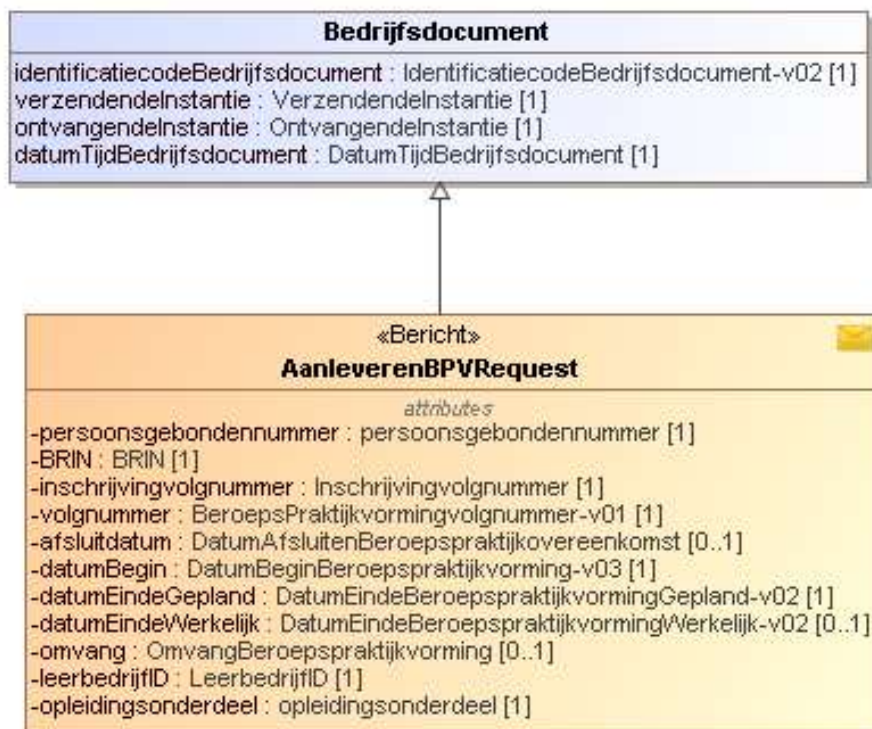 Bedrijfsdocument
identificatiecodeBedrijfsdocument : IdentificatiecodeBedrijfsdocument-v02 [1]
verzendendeInstantie : VerzendendeInstantie [1]
ontvangendeInstantie : OntvangendeInstantie [1]
datumTijdBedrijfsdocument : DatumTijdBedrijfsdocument [1]
«Bericht»
AanleverenBPVRequest
attributes
-persoonsgebondennummer : persoonsgebondennummer [1]
-BRIN : BRIN [1]
-inschrijvingvolgnummer : Inschrijvingvolgnummer [1]
-volgnummer : BeroepsPraktijkvormingvolgnummer-v01 [1]
-afsluitdatum : DatumAfsluitenBeroepspraktijkovereenkomst [0..1]
-datumBegin : DatumBeginBeroepspraktijkvorming-v03 [1]
-datumEindeGepland : DatumEindeBeroepspraktijkvormingGepland-v02 [1]
-datumEindeWerkelijk : DatumEindeBeroepspraktijkvormingWerkelijk-v02 [0..1]
-omvang : OmvangBeroepspraktijkvorming [0..1]
-leerbedrijfID : LeerbedrijfID [1]
-opleidingsonderdeel : opleidingsonderdeel [1]